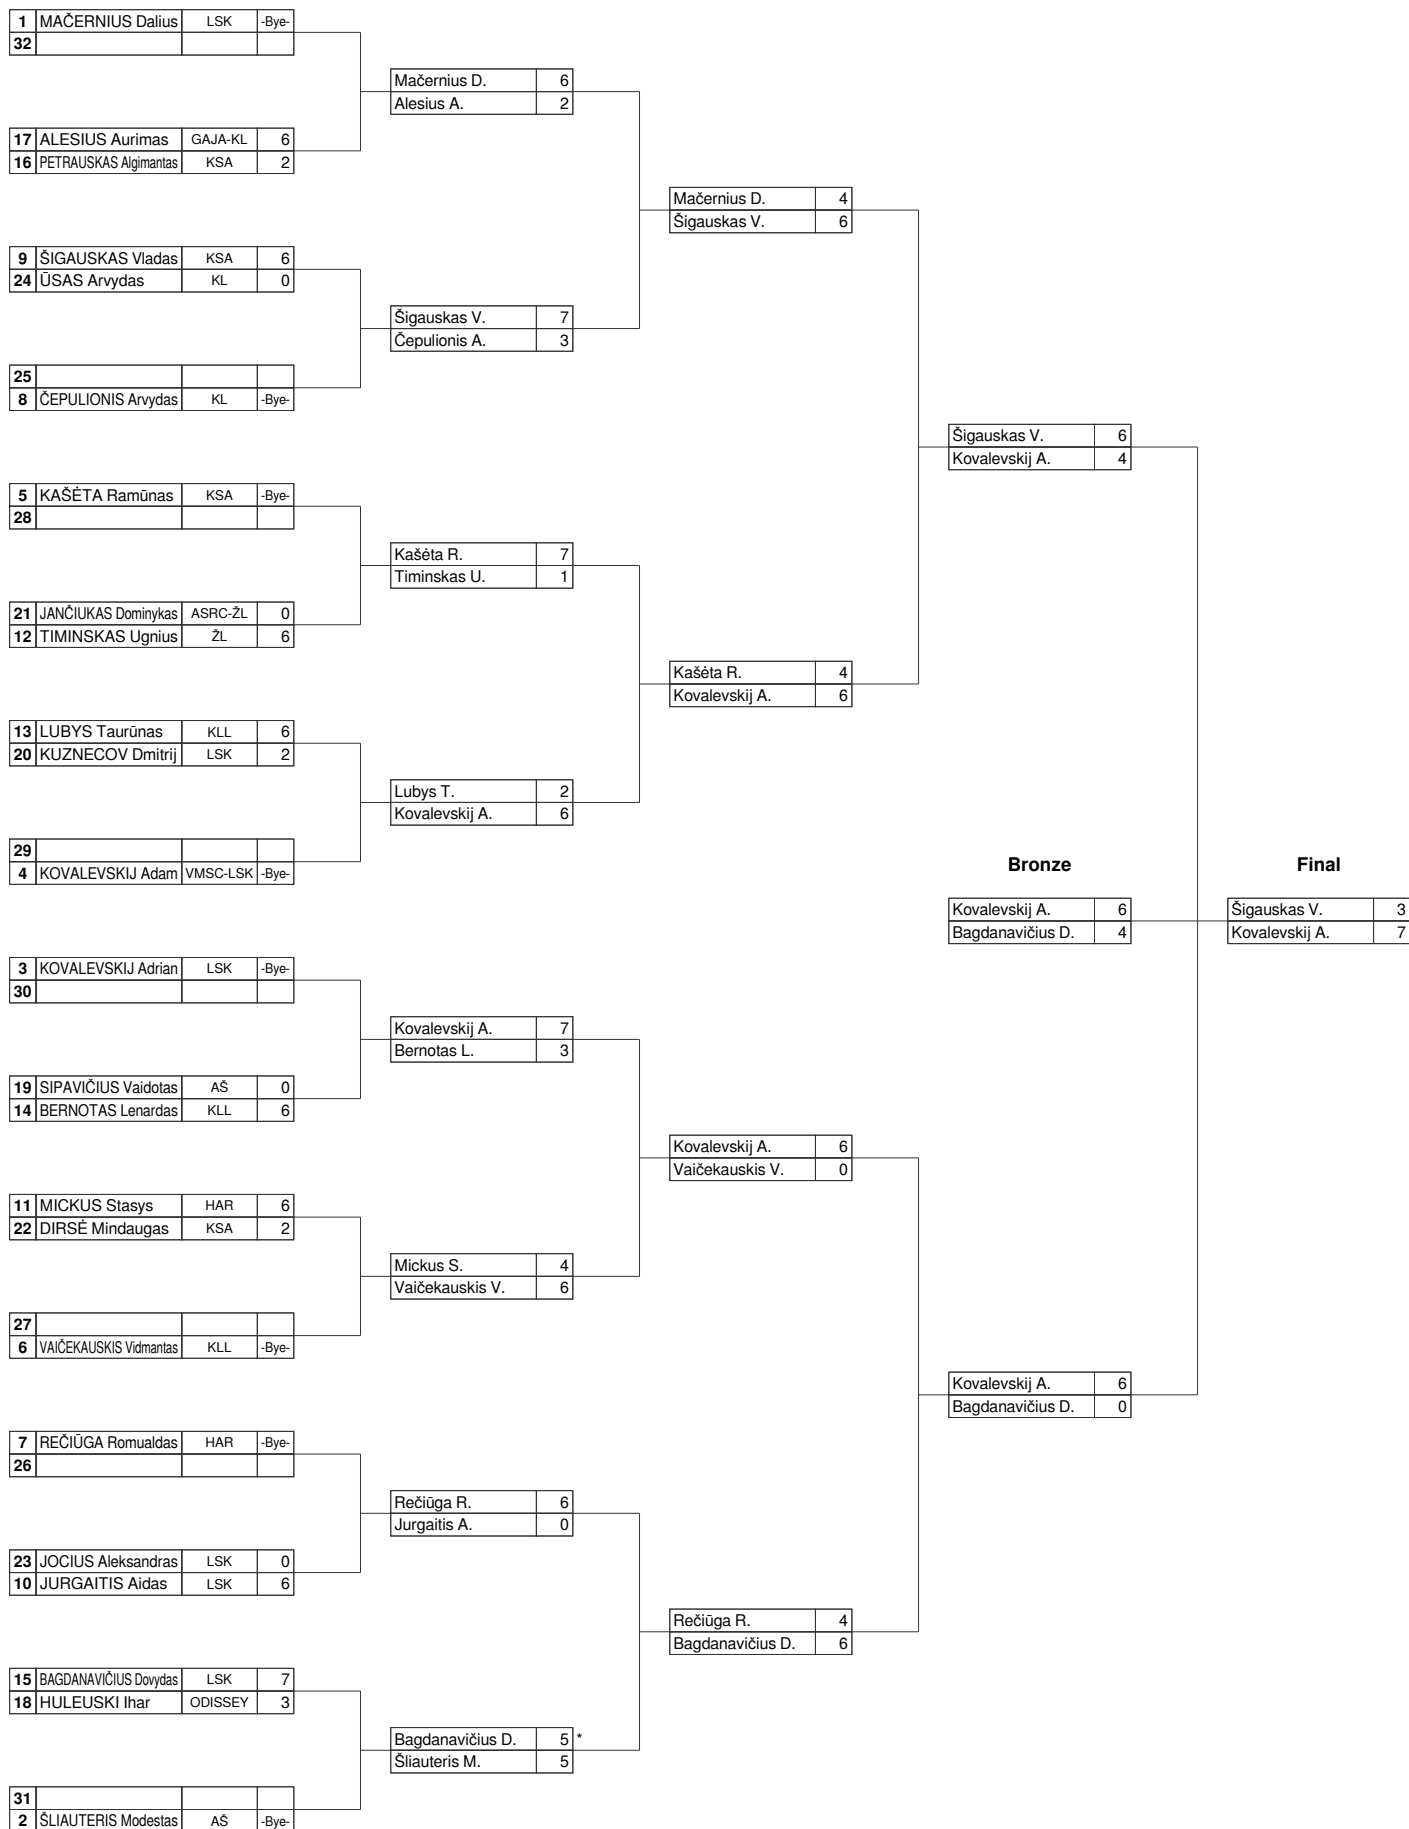 1 MAČERNIUS Dalius LSK -Bye-
32
Mačernius D. 6
Alesius A. 2
17 ALESIUS Aurimas GAJA-KL 6
16 PETRAUSKAS Algimantas KSA 2
Mačernius D. 4
Šigauskas V. 6
9 ŠIGAUSKAS Vladas KSA 6
24 ŪSAS Arvydas KL 0
Šigauskas V. 7
Čepulionis A. 3
25
8 ČEPULIONIS Arvydas KL -Bye-
Šigauskas V. 6
Kovalevskij A. 4
5 KAŠĖTA Ramūnas KSA -Bye-
28
Kašėta R. 7
Timinskas U. 1
21 JANČIUKAS Dominykas ASRC-ŽL 0
12 TIMINSKAS Ugnius ŽL 6
Kašėta R. 4
Kovalevskij A. 6
13 LUBYS Taurūnas KLL 6
20 KUZNECOV Dmitrij LSK 2
Lubys T. 2
Kovalevskij A. 6
29
4 KOVALEVSKIJ Adam VMSC-LSK -Bye-
Bronze Final
Kovalevskij A. 6 Šigauskas V. 3
Bagdanavičius D. 4 Kovalevskij A. 7
3 KOVALEVSKIJ Adrian LSK -Bye-
30
Kovalevskij A. 7
Bernotas L. 3
19 SIPAVIČIUS Vaidotas AŠ 0
14 BERNOTAS Lenardas KLL 6
Kovalevskij A. 6
Vaičekauskis V. 0
11 MICKUS Stasys HAR 6
22 DIRSĖ Mindaugas KSA 2
Mickus S. 4
Vaičekauskis V. 6
27
6 VAIČEKAUSKIS Vidmantas KLL -Bye-
Kovalevskij A. 6
Bagdanavičius D. 0
7 REČIŪGA Romualdas HAR -Bye-
26
Rečiūga R. 6
Jurgaitis A. 0
23 JOCIUS Aleksandras LSK 0
10 JURGAITIS Aidas LSK 6
Rečiūga R. 4
Bagdanavičius D. 6
15 BAGDANAVIČIUS Dovydas LSK 7
18 HULEUSKI Ihar ODISSEY 3
Bagdanavičius D. 5 *
Šliauteris M. 5
31
2 ŠLIAUTERIS Modestas AŠ -Bye-